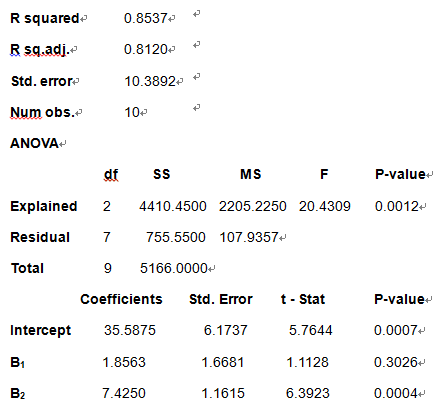 R squared 0.8537
R sq.adj. 0.8120
Std. error 10.3892
Num obs. 10
ANOVA
df SS MS F P-value
Explained 2 4410.4500 2205.2250 20.4309 0.0012
Residual 7 755.5500 107.9357
Total 9 5166.0000
Coefficients Std. Error t - Stat P-value
Intercept 35.5875 6.1737 5.7644 0.0007
B₁ 1.8563 1.6681 1.1128 0.3026
B₂ 7.4250 1.1615 6.3923 0.0004